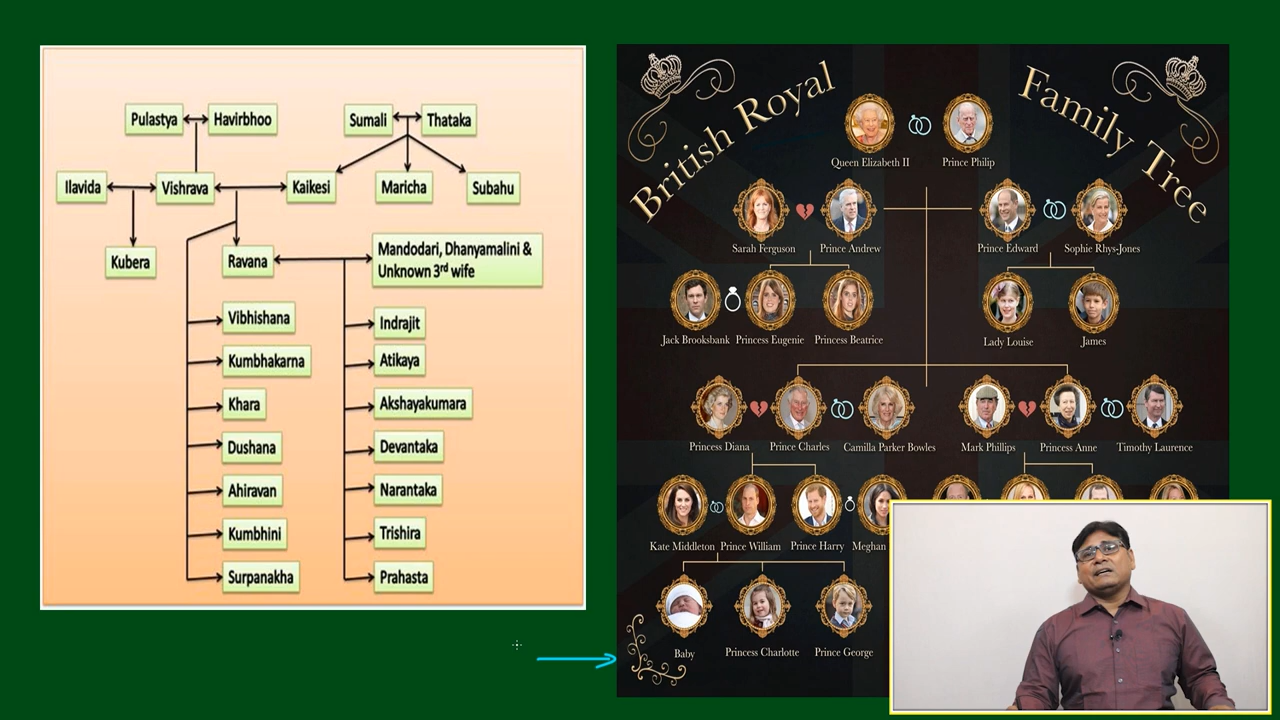 Pulastya
Havirbhoo
Sumali
Thataka
Ilavida
Vishrava
Kaikesi
Maricha
Subahu
Kubera
Ravana
Mandodari, Dhanyamalini &
Unknown 3rd wife
Vibhishana
Kumbhakarna
Khara
Dushana
Ahiravan
Kumbhini
Surpanakha
Indrajit
Atikaya
Akshayakumara
Devantaka
Narantaka
Trishira
Prahasta
British Royal
Family Tree
Queen Elizabeth II
Prince Philip
Sarah Ferguson
Prince Andrew
Prince Edward
Sophie Rhys-Jones
Jack Brooksbank
Princess Eugenie
Princess Beatrice
Lady Louise
James
Princess Diana
Prince Charles
Camilla Parker Bowles
Mark Phillips
Princess Anne
Timothy Laurence
Kate Middleton
Prince William
Prince Harry
Meghan
Baby
Princess Charlotte
Prince George